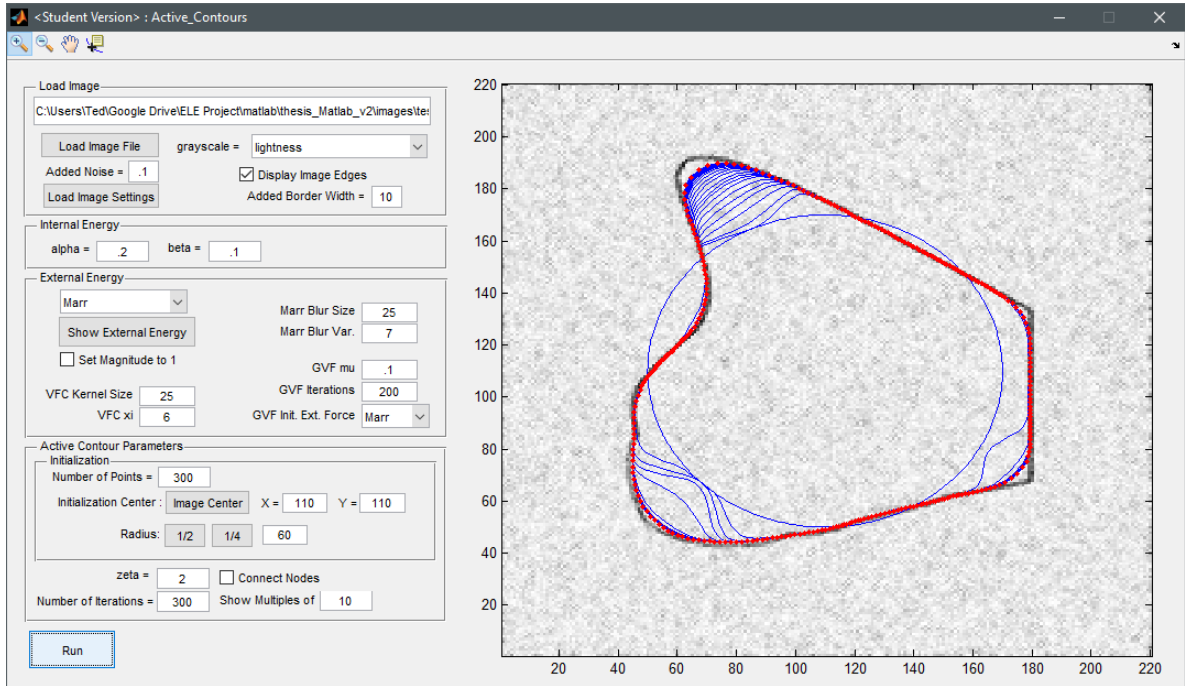 <Student Version> : Active_Contours
Load Image
C:\Users\Ted\Google Drive\ELE Project\matlab\thesis_Matlab_v2\images\tes
Load Image File grayscale = lightness
Added Noise = .1 Display Image Edges
Load Image Settings Added Border Width = 10
Internal Energy
alpha = .2 beta = .1
External Energy
Marr Marr Blur Size 25
Show External Energy Marr Blur Var. 7
Set Magnitude to 1 GVF mu .1
VFC Kernel Size 25 GVF Iterations 200
VFC xi 6 GVF Init. Ext. Force Marr
Active Contour Parameters
Initialization
Number of Points = 300
Initialization Center : Image Center X = 110 Y = 110
Radius: 1/2 1/4 60
zeta = 2 Connect Nodes
Number of Iterations = 300 Show Multiples of 10
Run
220
200
180
160
140
120
100
80
60
40
20
20 40 60 80 100 120 140 160 180 200 220